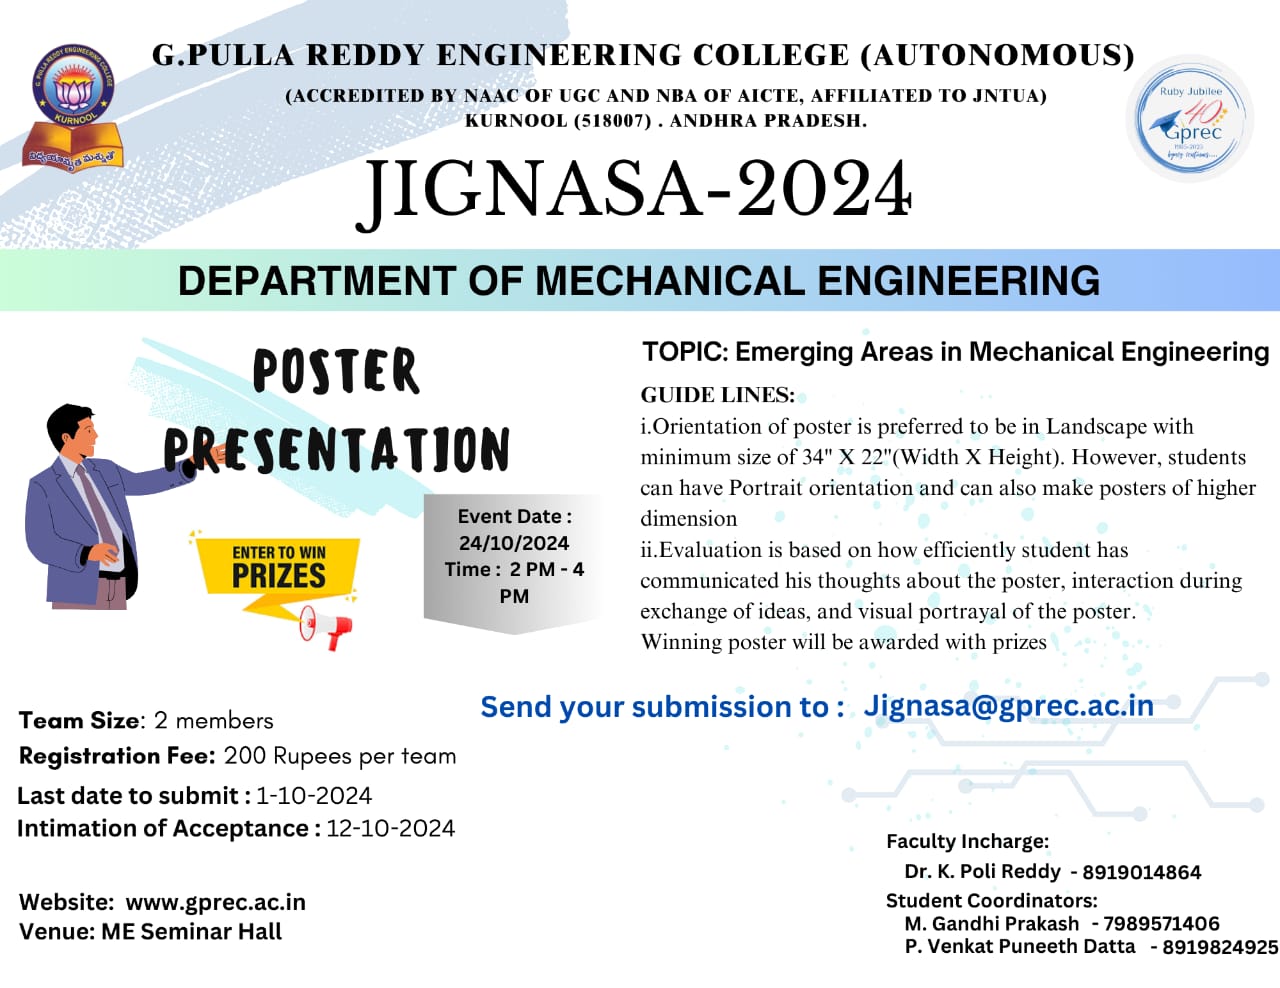 G.PULLA REDDY ENGINEERING COLLEGE (AUTONOMOUS)
(ACCREDITED BY NAAC OF UGC AND NBA OF AICTE, AFFILIATED TO JNTUA)
KURNOOL (518007) . ANDHRA PRADESH.
G. PULLA REDDY ENGINEERING COLLEGE
KURNOOL
Ruby Jubilee
40
Gprec
JIGNASA-2024
DEPARTMENT OF MECHANICAL ENGINEERING
POSTER
PRESENTATION
ENTER TO WIN
PRIZES
Event Date :
24/10/2024
Time : 2 PM - 4
PM
TOPIC: Emerging Areas in Mechanical Engineering
GUIDE LINES:
i.Orientation of poster is preferred to be in Landscape with
minimum size of 34" X 22"(Width X Height). However, students
can have Portrait orientation and can also make posters of higher
dimension
ii.Evaluation is based on how efficiently student has
communicated his thoughts about the poster, interaction during
exchange of ideas, and visual portrayal of the poster.
Winning poster will be awarded with prizes
Send your submission to : Jignasa@gprec.ac.in
Team Size: 2 members
Registration Fee: 200 Rupees per team
Last date to submit : 1-10-2024
Intimation of Acceptance : 12-10-2024
Website: www.gprec.ac.in
Venue: ME Seminar Hall
Faculty Incharge:
Dr. K. Poli Reddy - 8919014864
Student Coordinators:
M. Gandhi Prakash - 7989571406
P. Venkat Puneeth Datta - 8919824925